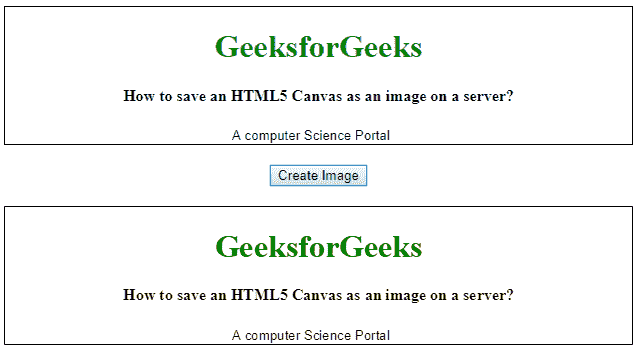 GeeksforGeeks
How to save an HTML5 Canvas as an image on a server?
A computer Science Portal
Create Image
GeeksforGeeks
How to save an HTML5 Canvas as an image on a server?
A computer Science Portal